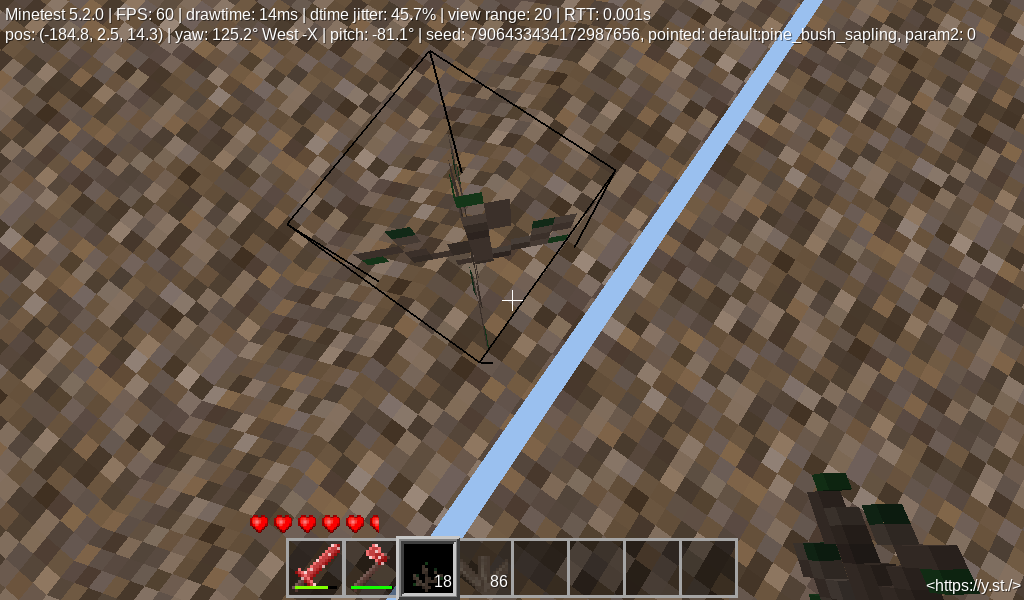 Minetest 5.2.0 | FPS: 60 | drawtime: 14ms | dtime jitter: 45.7% | view range: 20 | RTT: 0.001s
pos: (-184.8, 2.5, 14.3) | yaw: 125.2° West -X | pitch: -81.1° | seed: 7906433434172987656, pointed: default:pine_bush_sapling, param2: 0
18 86
<https://y.st./>